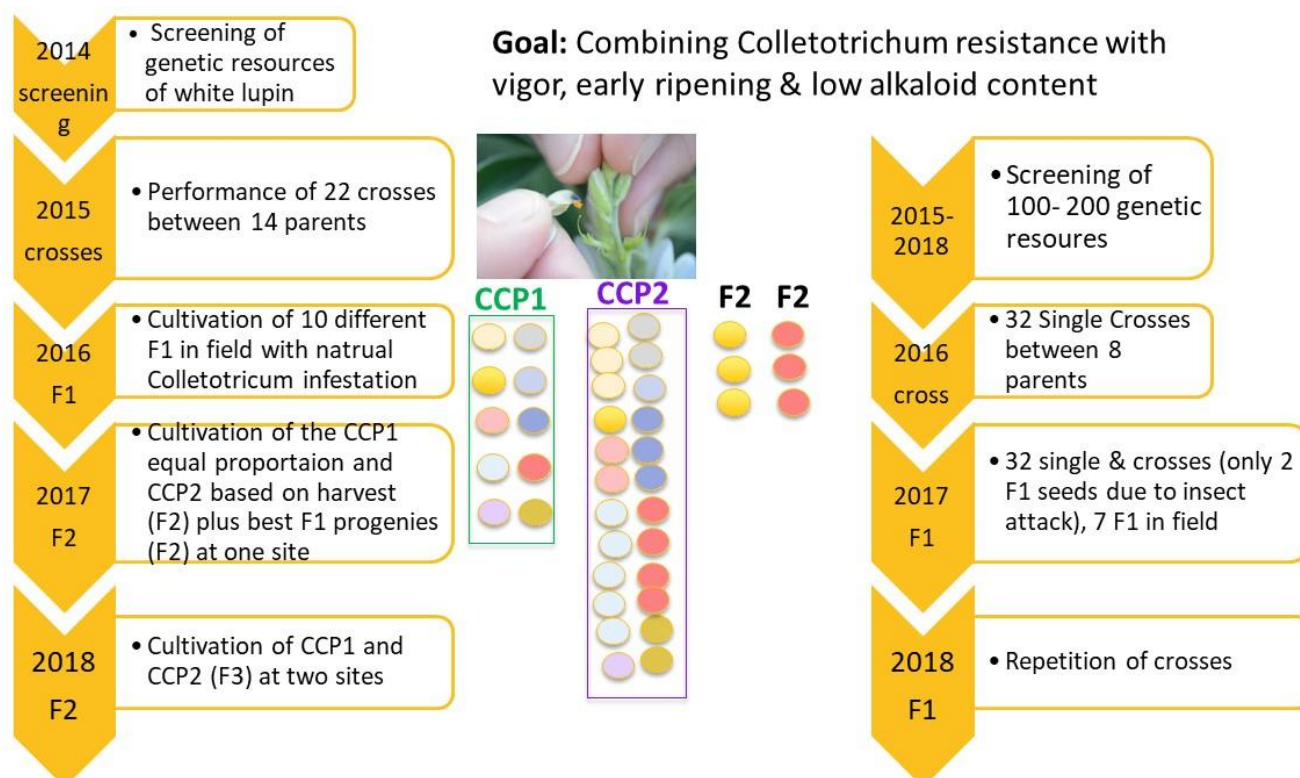 2014
screenin
g
• Screening of
genetic resources
of white lupin
Goal: Combining Colletotrichum resistance with
vigor, early ripening & low alkaloid content
2015
crosses
• Performance of 22 crosses
between 14 parents
2016
F1
• Cultivation of 10 different
F1 in field with natrual
Colletotricum infestation
2017
F2
• Cultivation of the CCP1
equal proportaion and
CCP2 based on harvest
(F2) plus best F1 progenies
(F2) at one site
2018
F2
• Cultivation of CCP1 and
CCP2 (F3) at two sites
CCP1
CCP2
F2 F2
2015-
2018
• Screening of
100- 200 genetic
resoures
2016
cross
• 32 Single Crosses
between 8
parents
2017
F1
• 32 single & crosses (only 2
F1 seeds due to insect
attack), 7 F1 in field
2018
F1
• Repetition of crosses